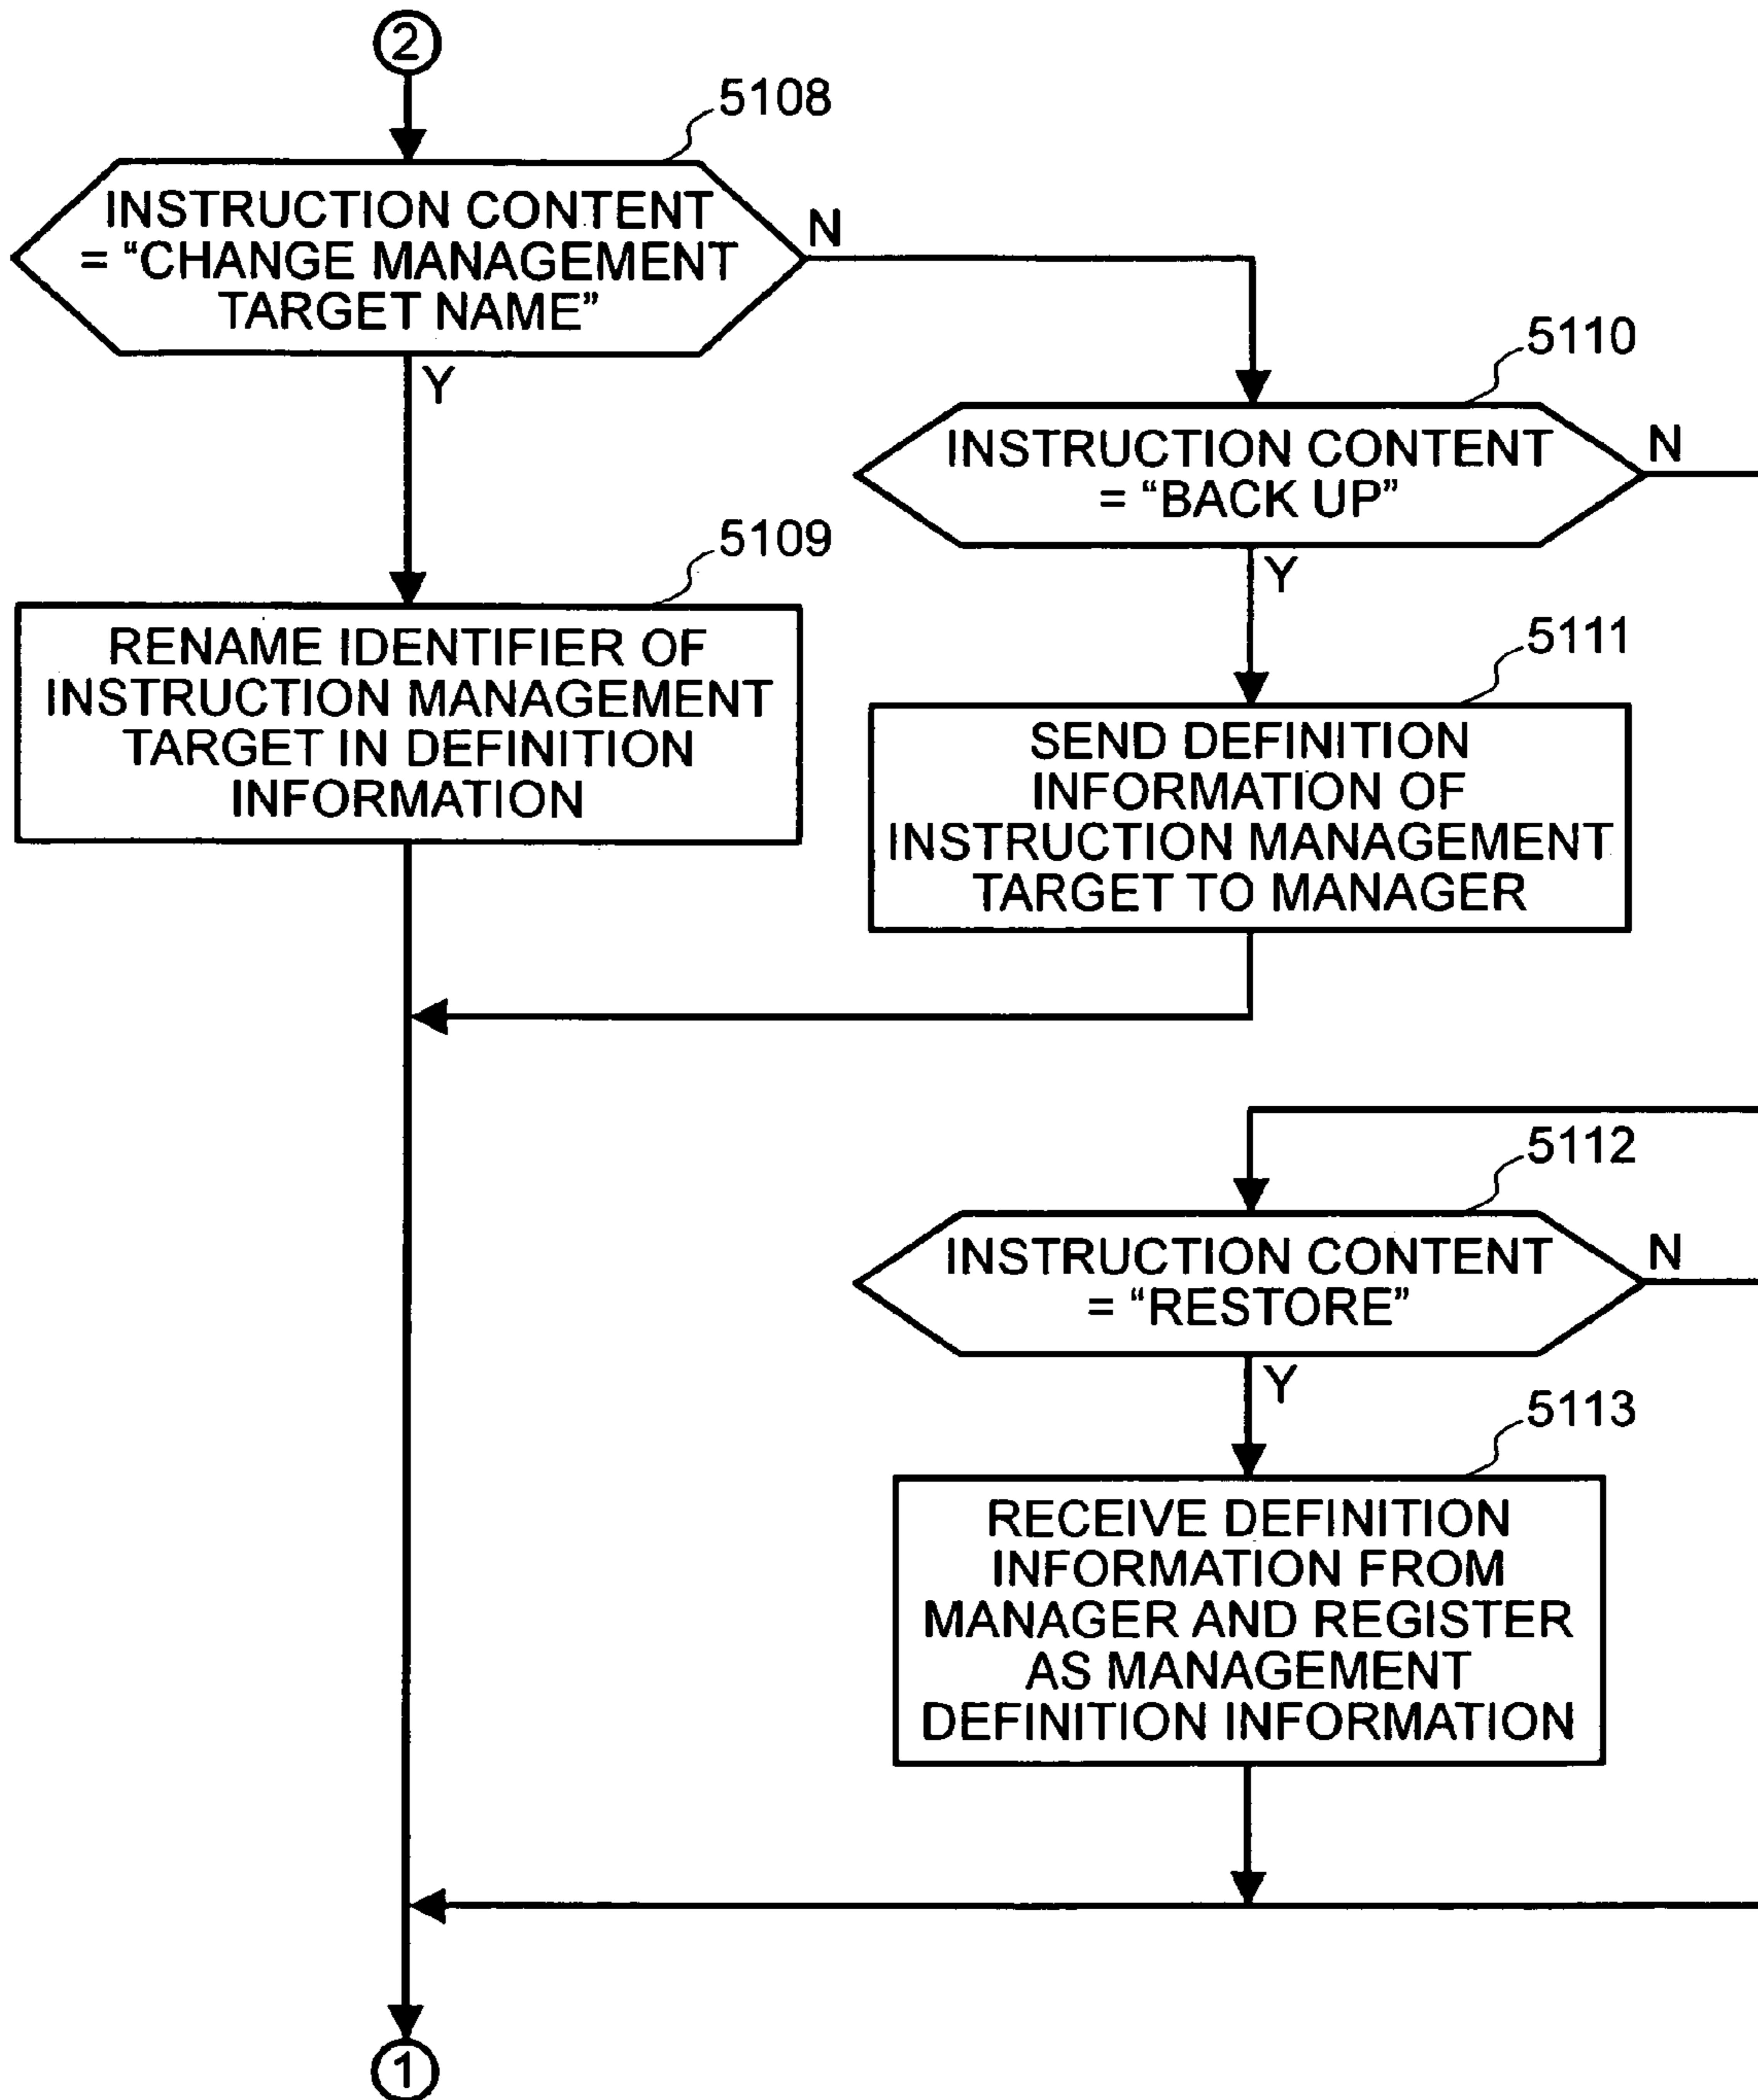 2
5108
INSTRUCTION CONTENT
= “CHANGE MANAGEMENT
TARGET NAME”
N
Y
5110
INSTRUCTION CONTENT
= “BACK UP”
N
Y
5109
RENAME IDENTIFIER OF
INSTRUCTION MANAGEMENT
TARGET IN DEFINITION
INFORMATION
5111
SEND DEFINITION
INFORMATION OF
INSTRUCTION MANAGEMENT
TARGET TO MANAGER
5112
INSTRUCTION CONTENT
= “RESTORE”
N
Y
5113
RECEIVE DEFINITION
INFORMATION FROM
MANAGER AND REGISTER
AS MANAGEMENT
DEFINITION INFORMATION
1